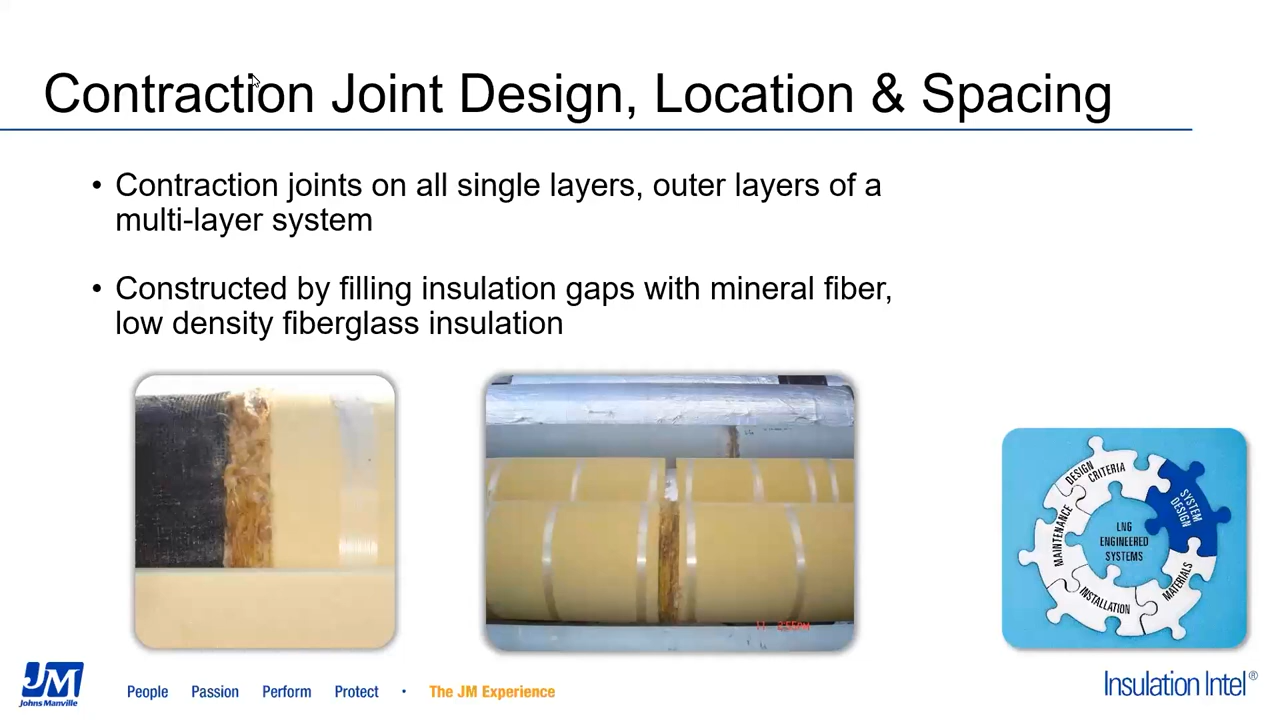 Contraction Joint Design, Location & Spacing
• Contraction joints on all single layers, outer layers of a
multi-layer system
• Constructed by filling insulation gaps with mineral fiber,
low density fiberglass insulation
DESIGN
CRITERIA
SYSTEM
DESIGN
MATERIALS
INSTALLATION
MAINTENANCE
LNG
ENGINEERED
SYSTEMS
JM
Johns Manville
People Passion Perform Protect • The JM Experience
Insulation Intel®